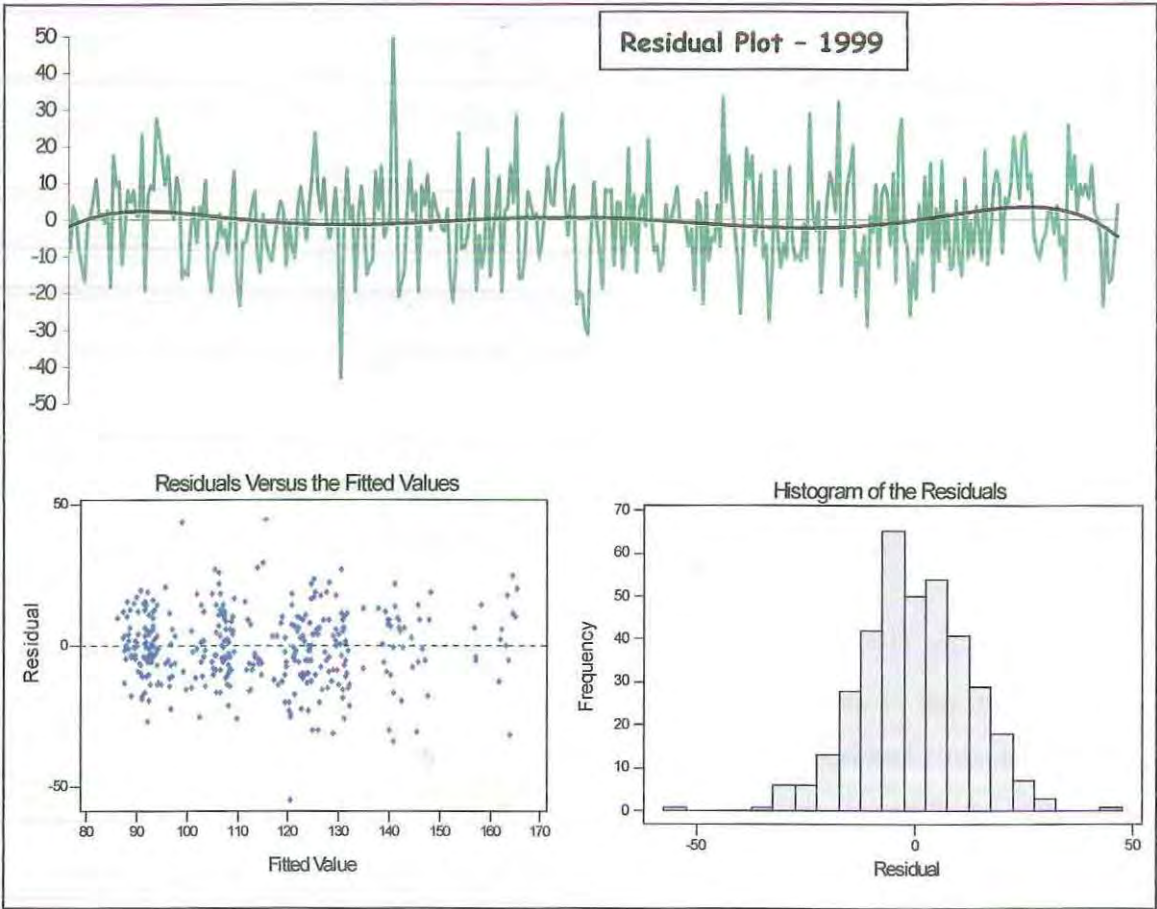 Residual Plot - 1999
50
40
30
20
10
0
-10
-20
-30
-40
-50
Residuals Versus the Fitted Values
50
0
-50
Residual
80 90 100 110 120 130 140 150 160 170
Fitted Value
Histogram of the Residuals
70
60
50
40
30
20
10
0
Frequency
-50 0 50
Residual